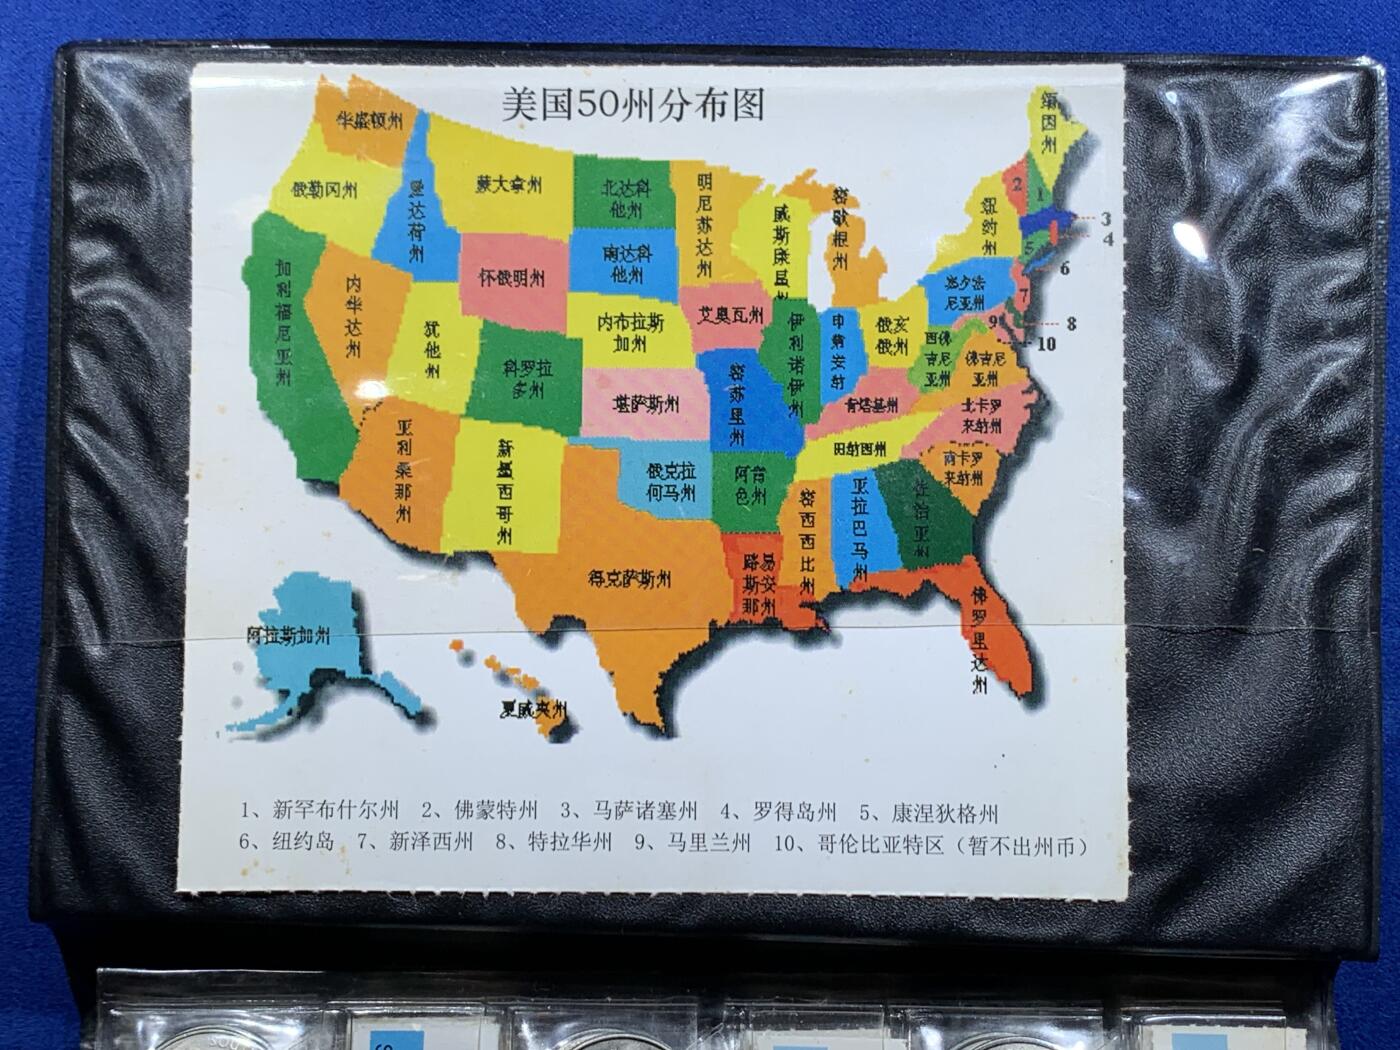 美国50州分布图
华盛顿州
缅因州
俄勒冈州
爱达荷州
蒙大拿州
北达科他州
明尼苏达州
威斯康星
密歇根州
纽约州
2
1
3
4
5
6
7
8
9
10
加利福尼亚州
内华达州
犹他州
怀俄明州
南达科他州
艾奥瓦州
内布拉斯加州
科罗拉多州
堪萨斯州
密苏里州
伊利诺伊州
印第安纳
俄亥俄州
宾夕法尼亚州
西佛吉尼亚州
佛吉尼亚州
肯塔基州
北卡罗来纳州
田纳西州
南卡罗来纳州
亚利桑那州
新墨西哥州
俄克拉何马州
阿肯色州
密西西比州
亚拉巴马州
佐治亚州
得克萨斯州
路易斯安那州
佛罗里达州
阿拉斯加州
夏威夷州
1、新罕布什尔州 2、佛蒙特州 3、马萨诸塞州 4、罗得岛州 5、康涅狄格州
6、纽约岛 7、新泽西州 8、特拉华州 9、马里兰州 10、哥伦比亚特区（暂不出州币）